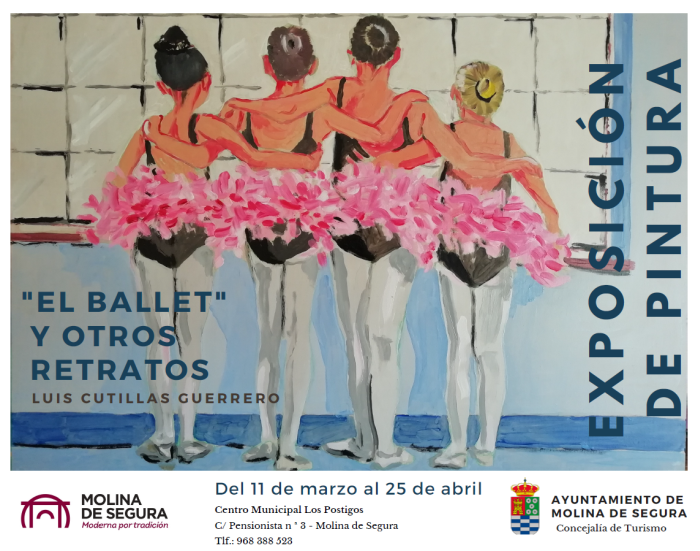 EXPOSICIÓN
DE PINTURA
"EL BALLET"
Y OTROS
RETRATOS
LUIS CUTILLAS GUERRERO
MOLINA
DE SEGURA
Moderna por tradición
Del 11 de marzo al 25 de abril
Centro Municipal Los Postigos
C/ Pensionista n º 3 - Molina de Segura
Tlf.: 968 388 523
AYUNTAMIENTO DE
MOLINA DE SEGURA
Concejalía de Turismo